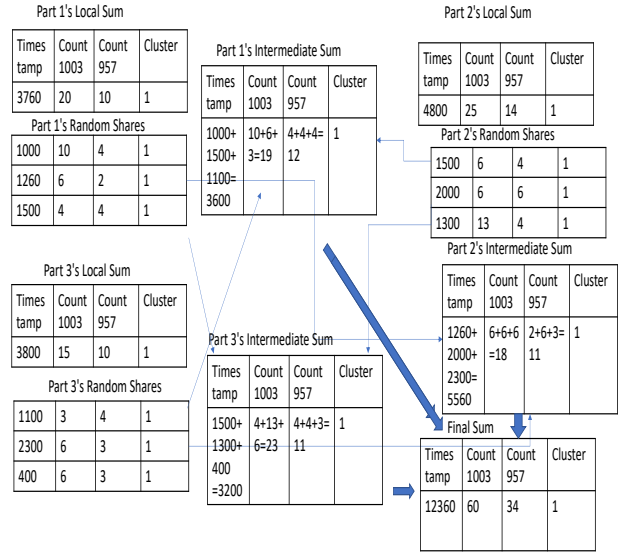 Part 1's Local Sum
Times Count Count Cluster
tamp 1003 957
3760 20 10 1
Part 1's Random Shares
1000 10 4 1
1260 6 2 1
1500 4 4 1
Part 1's Intermediate Sum
Times Count Count Cluster
tamp 1003 957
1000+ 10+6+ 4+4+4= 1
1500+ 3=19 12
1100=
3600
Part 2's Local Sum
Times Count Count Cluster
tamp 1003 957
4800 25 14 1
Part 2's Random Shares
1500 6 4 1
2000 6 6 1
1300 13 4 1
Part 2's Intermediate Sum
Times Count Count Cluster
tamp 1003 957
1260+ 6+6+6 2+6+3= 1
2000+ =18 11
2300=
5560
Part 3's Local Sum
Times Count Count Cluster
tamp 1003 957
3800 15 10 1
Part 3's Random Shares
1100 3 4 1
2300 6 3 1
400 6 3 1
Part 3's Intermediate Sum
Times Count Count Cluster
tamp 1003 957
1500+ 4+13+ 4+4+3= 1
1300+ 6=23 11
400
=3200
Final Sum
Times Count Count Cluster
tamp 1003 957
12360 60 34 1